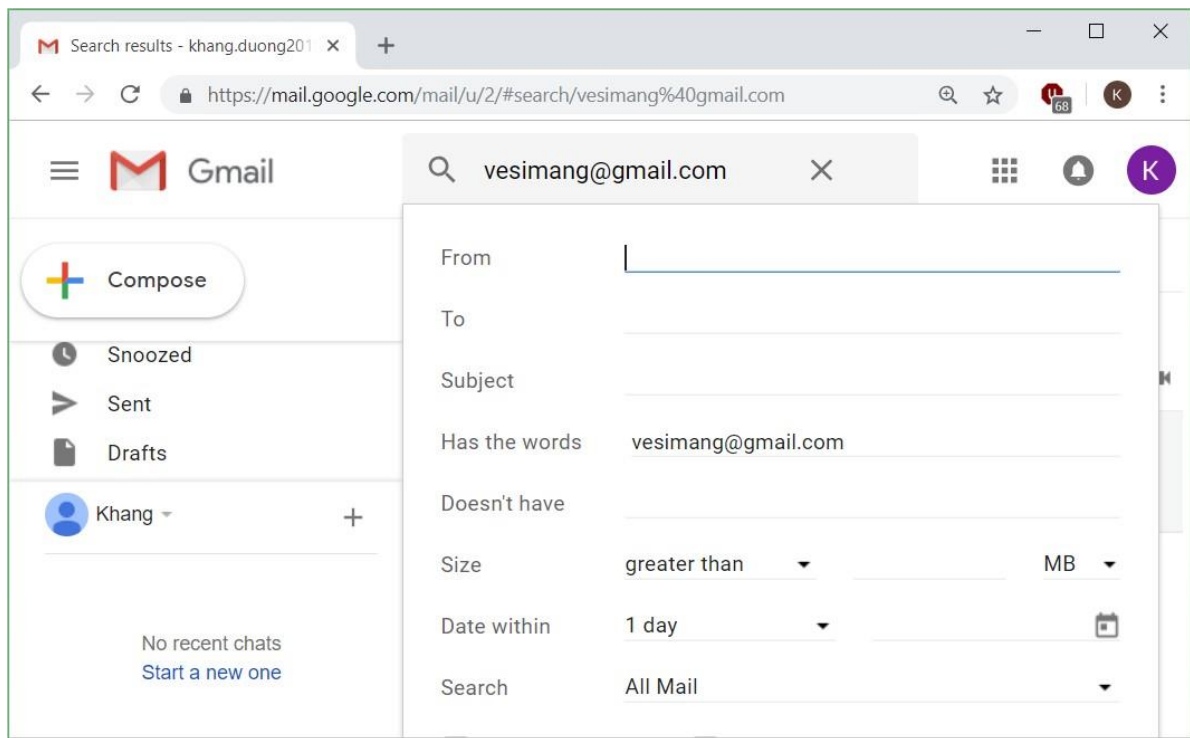 Search results - khang.duong201
https://mail.google.com/mail/u/2/#search/vesimang%40gmail.com
68
K
Gmail
vesimang@gmail.com
K
Compose
Snoozed
Sent
Drafts
Khang
No recent chats
Start a new one
From
To
Subject
Has the words vesimang@gmail.com
Doesn't have
Size greater than MB
Date within 1 day
Search All Mail